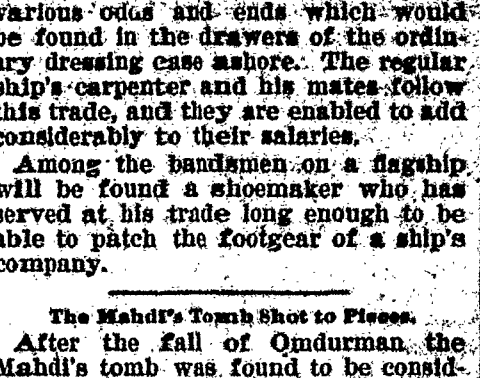 various odds and ends which would
be found in the drawers of the ordin-
ary dressing case ashore. The regular
ship's carpenter and his mates follow
this trade, and they are enabled to add
considerably to their salaries.
Among the bandsmen on a flagship
will be found a shoemaker who has
served at his trade long enough to be
able to patch the footgear of a ship's
company.
The Mahdi's Tomb Shot to Pieces.
After the fall of Omdurman the
Mahdi's tomb was found to be consid-